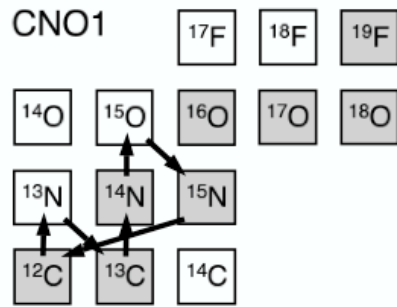 CNO1
¹⁷F ¹⁸F ¹⁹F
¹⁴O ¹⁵O ¹⁶O ¹⁷O ¹⁸O
¹³N ¹⁴N ¹⁵N
¹²C ¹³C ¹⁴C